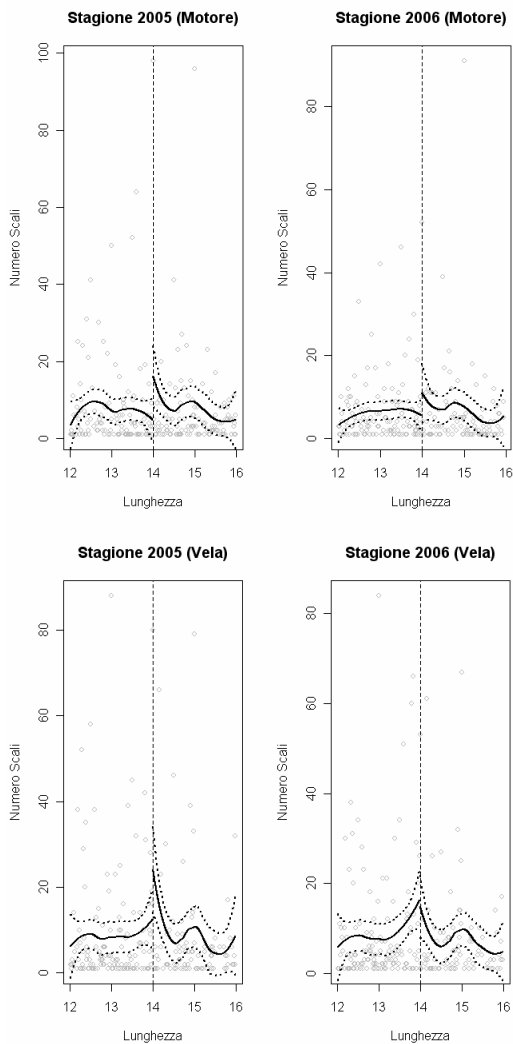 Stagione 2005 (Motore)
Numero Scali
0 20 40 60 80 100
12 13 14 15 16
Lunghezza
Stagione 2006 (Motore)
Numero Scali
0 20 40 60 80
12 13 14 15 16
Lunghezza
Stagione 2005 (Vela)
Numero Scali
0 20 40 60 80
12 13 14 15 16
Lunghezza
Stagione 2006 (Vela)
Numero Scali
0 20 40 60 80
12 13 14 15 16
Lunghezza